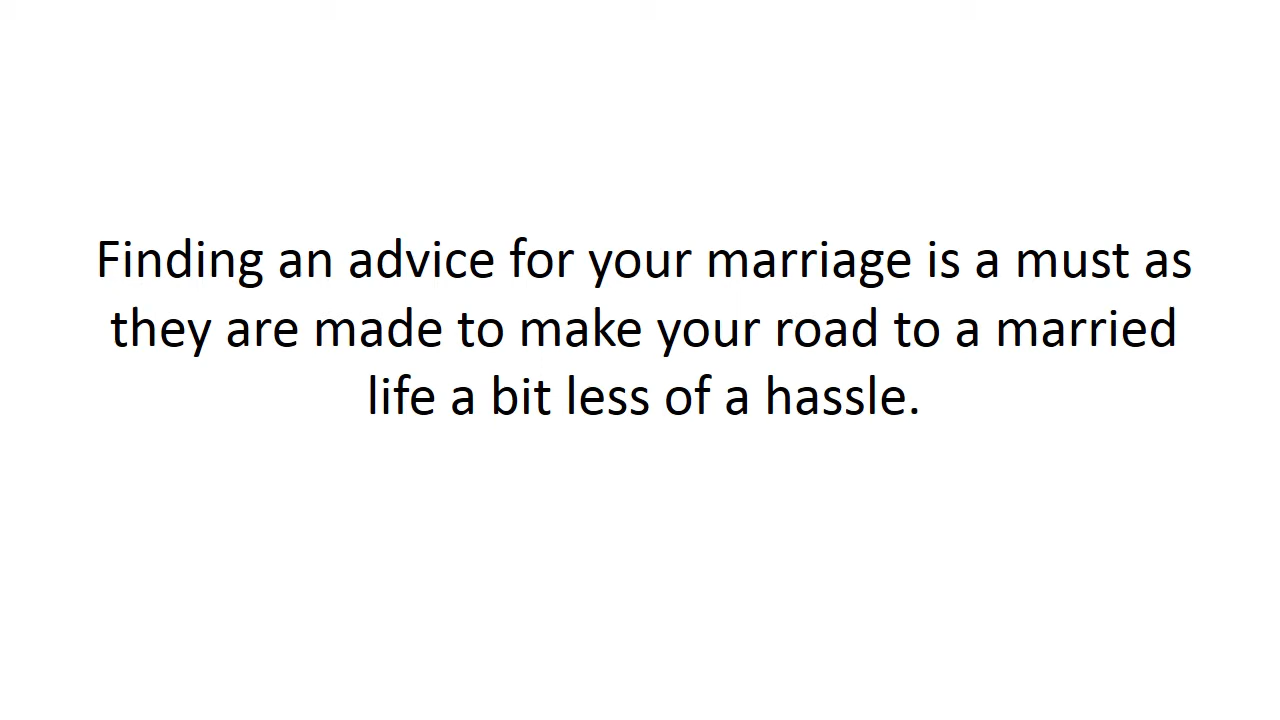 Finding an advice for your marriage is a must as
they are made to make your road to a married
life a bit less of a hassle.